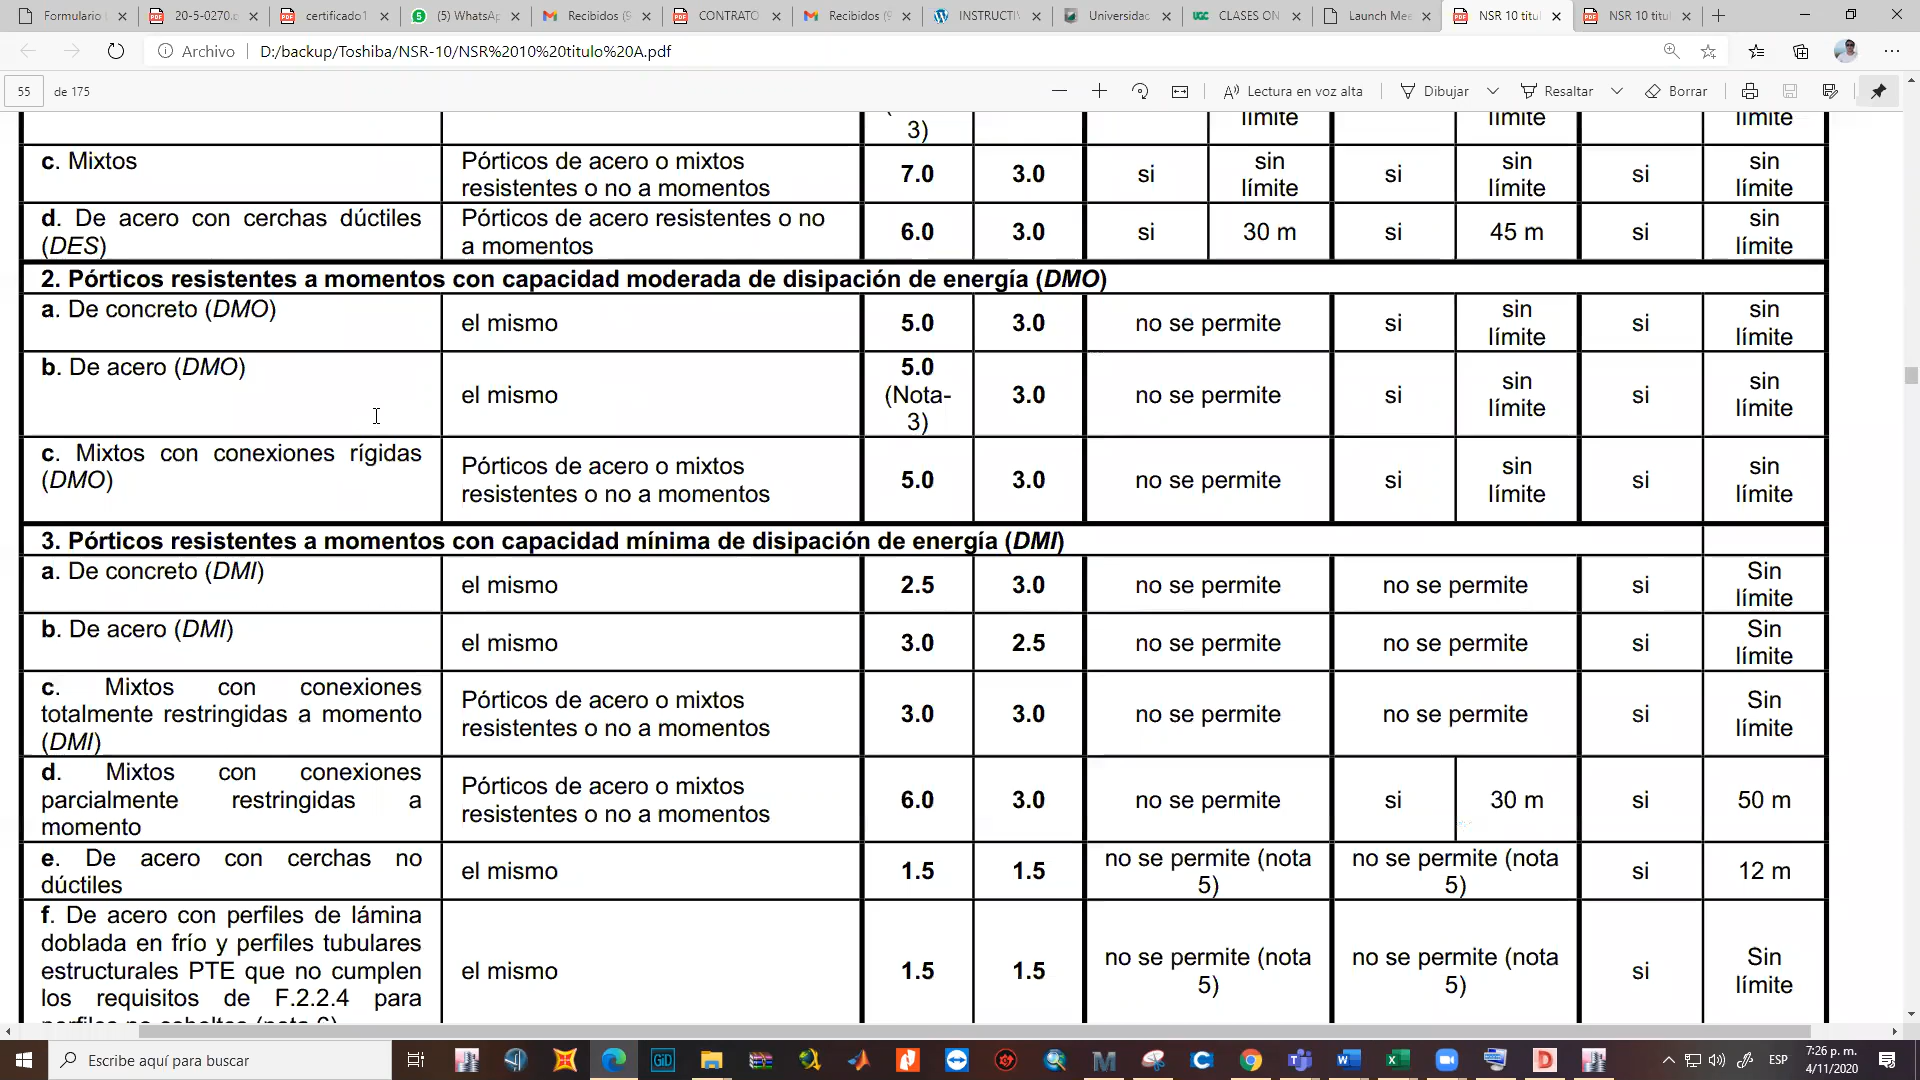 Formulario
20-5-0270.
certificado1
(5) WhatsAp
Recibidos (9
CONTRATO
Recibidos (9
INSTRUCTI
Universidad
CLASES ON
Launch Me
NSR 10 titul
NSR 10 titul
Archivo D:/backup/Toshiba/NSR-10/NSR%2010%20titulo%20A.pdf
55 de 175
Lectura en voz alta
Dibujar
Resaltar
Borrar
3)
límite
límite
límite
c. Mixtos
Pórticos de acero o mixtos
resistentes o no a momentos
7.0
3.0
si
sin
límite
si
sin
límite
si
sin
límite
d. De acero con cerchas dúctiles
(DES)
Pórticos de acero resistentes o no
a momentos
6.0
3.0
si
30 m
si
45 m
si
sin
límite
2. Pórticos resistentes a momentos con capacidad moderada de disipación de energía (DMO)
a. De concreto (DMO)
el mismo
5.0
3.0
no se permite
si
sin
límite
si
sin
límite
b. De acero (DMO)
el mismo
5.0
(Nota-
3)
3.0
no se permite
si
sin
límite
si
sin
límite
c. Mixtos con conexiones rígidas
(DMO)
Pórticos de acero o mixtos
resistentes o no a momentos
5.0
3.0
no se permite
si
sin
límite
si
sin
límite
3. Pórticos resistentes a momentos con capacidad mínima de disipación de energía (DMI)
a. De concreto (DMI)
el mismo
2.5
3.0
no se permite
no se permite
si
Sin
límite
b. De acero (DMI)
el mismo
3.0
2.5
no se permite
no se permite
si
Sin
límite
c. Mixtos con conexiones
totalmente restringidas a momento
(DMI)
Pórticos de acero o mixtos
resistentes o no a momentos
3.0
3.0
no se permite
no se permite
si
Sin
límite
d. Mixtos con conexiones
parcialmente restringidas a
momento
Pórticos de acero o mixtos
resistentes o no a momentos
6.0
3.0
no se permite
si
30 m
si
50 m
e. De acero con cerchas no
dúctiles
el mismo
1.5
1.5
no se permite (nota
5)
no se permite (nota
5)
si
12 m
f. De acero con perfiles de lámina
doblada en frío y perfiles tubulares
estructurales PTE que no cumplen
los requisitos de F.2.2.4 para
perfiles no esbeltos (nota 6)
el mismo
1.5
1.5
no se permite (nota
5)
no se permite (nota
5)
si
Sin
límite
Escribe aquí para buscar
GiD
ESP
7:26 p. m.
4/11/2020